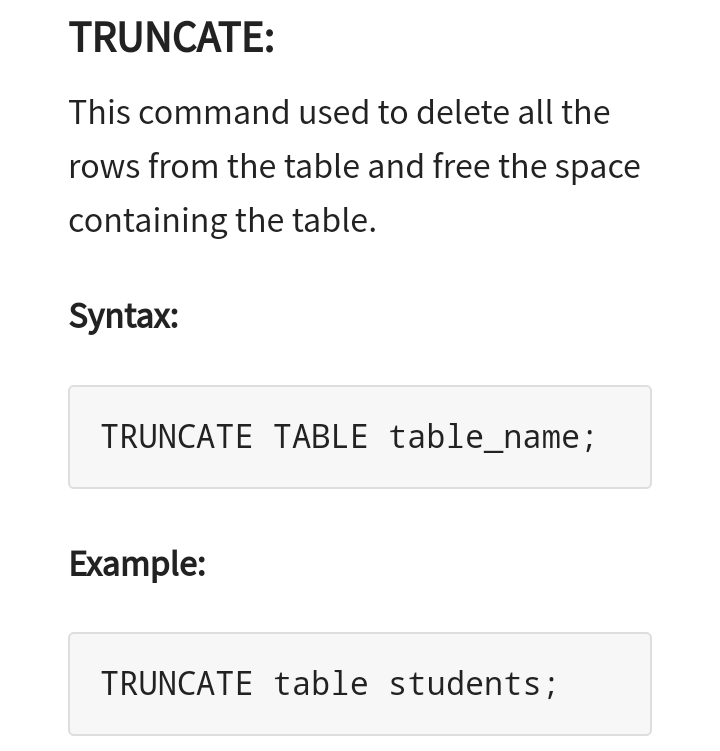 TRUNCATE:
This command used to delete all the
rows from the table and free the space
containing the table.
Syntax:
TRUNCATE TABLE table_name;
Example:
TRUNCATE table students;